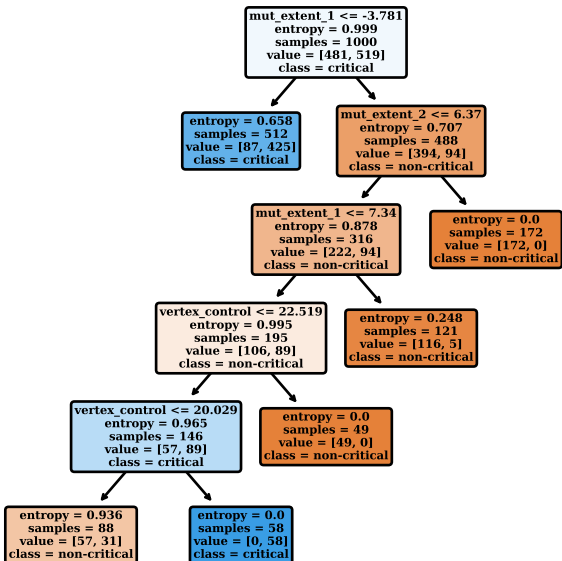 mut_extent_1 <= -3.781
entropy = 0.999
samples = 1000
value = [481, 519]
class = critical
entropy = 0.658
samples = 512
value = [87, 425]
class = critical
mut_extent_2 <= 6.37
entropy = 0.707
samples = 488
value = [394, 94]
class = non-critical
mut_extent_1 <= 7.34
entropy = 0.878
samples = 316
value = [222, 94]
class = non-critical
entropy = 0.0
samples = 172
value = [172, 0]
class = non-critical
vertex_control <= 22.519
entropy = 0.995
samples = 195
value = [106, 89]
class = non-critical
entropy = 0.248
samples = 121
value = [116, 5]
class = non-critical
vertex_control <= 20.029
entropy = 0.965
samples = 146
value = [57, 89]
class = critical
entropy = 0.0
samples = 49
value = [49, 0]
class = non-critical
entropy = 0.936
samples = 88
value = [57, 31]
class = non-critical
entropy = 0.0
samples = 58
value = [0, 58]
class = critical